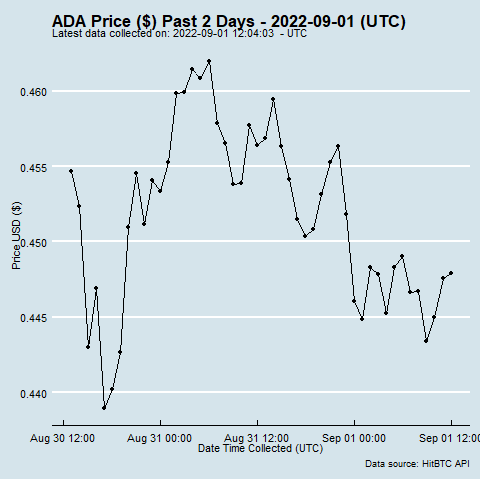 ADA Price ($) Past 2 Days - 2022-09-01 (UTC)
Latest data collected on: 2022-09-01 12:04:03 - UTC
0.460
0.455
0.450
0.445
0.440
Price USD ($)
Aug 30 12:00 Aug 31 00:00 Aug 31 12:00 Sep 01 00:00 Sep 01 12:00
Date Time Collected (UTC)
Data source: HitBTC API